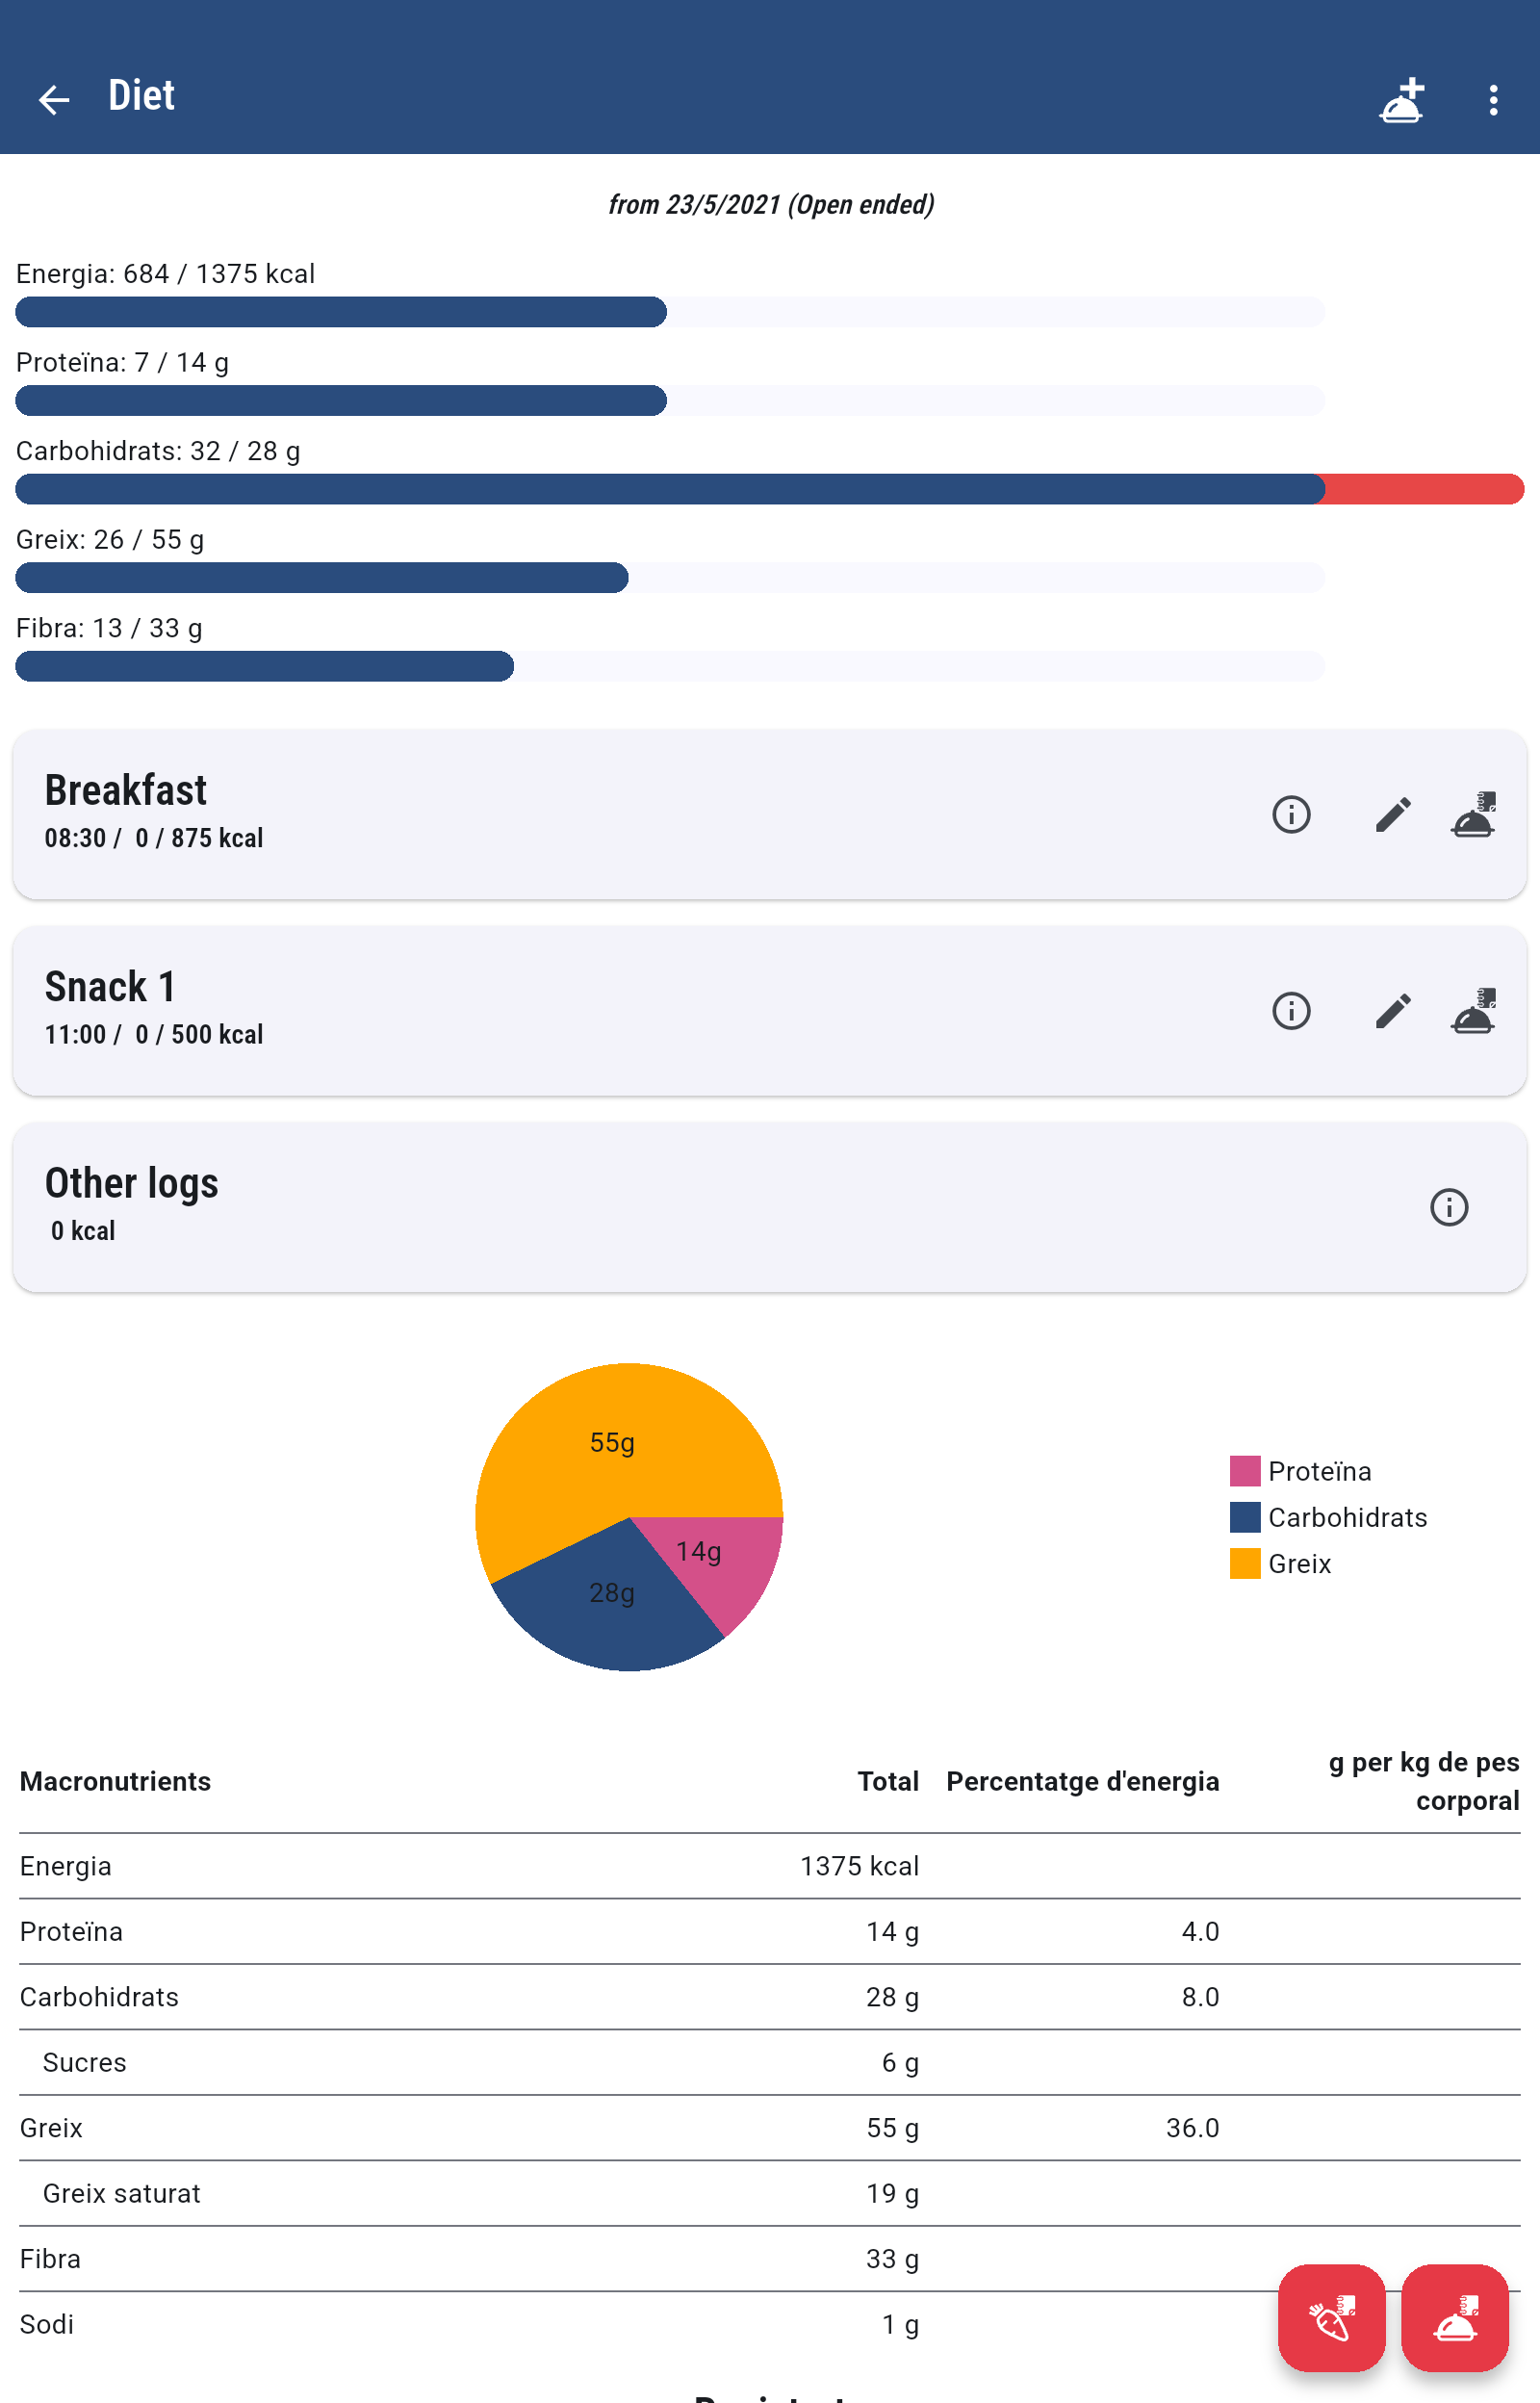 Diet
from 23/5/2021 (Open ended)
Energia: 684 / 1375 kcal
Proteïna: 7 / 14 g
Carbohidrats: 32 / 28 g
Greix: 26 / 55 g
Fibra: 13 / 33 g
Breakfast
08:30 / 0 / 875 kcal
Snack 1
11:00 / 0 / 500 kcal
Other logs
0 kcal
55g
14g
28g
Proteïna
Carbohidrats
Greix
Macronutrients Total Percentatge d'energia g per kg de pes corporal
Energia 1375 kcal
Proteïna 14 g 4.0
Carbohidrats 28 g 8.0
Sucres 6 g
Greix 55 g 36.0
Greix saturat 19 g
Fibra 33 g
Sodi 1 g